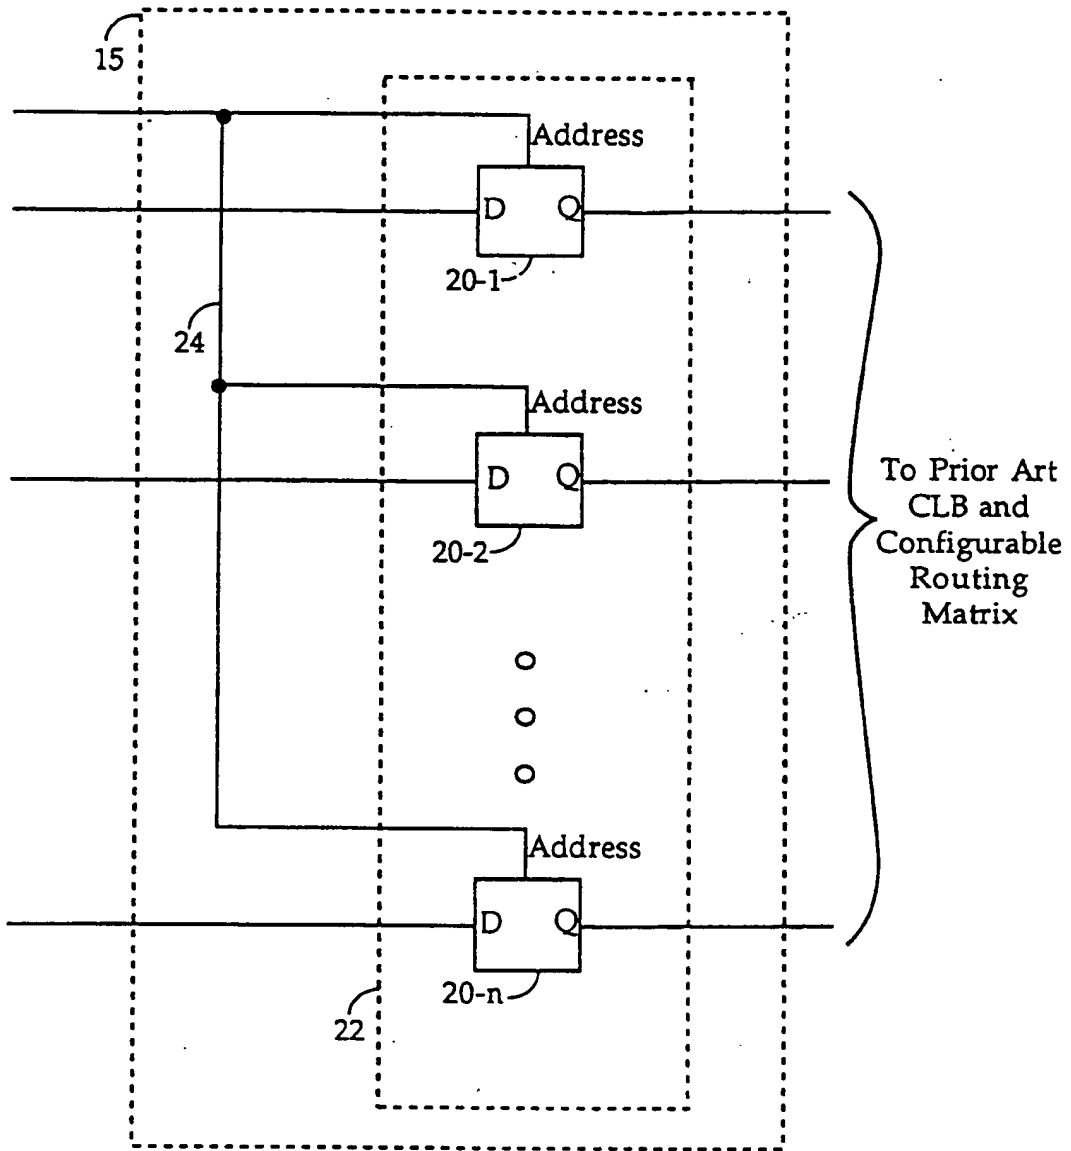 15
Address
D Q
20-1
24
Address
D Q
20-2
To Prior Art
CLB and
Configurable
Routing
Matrix
Address
D Q
20-n
22